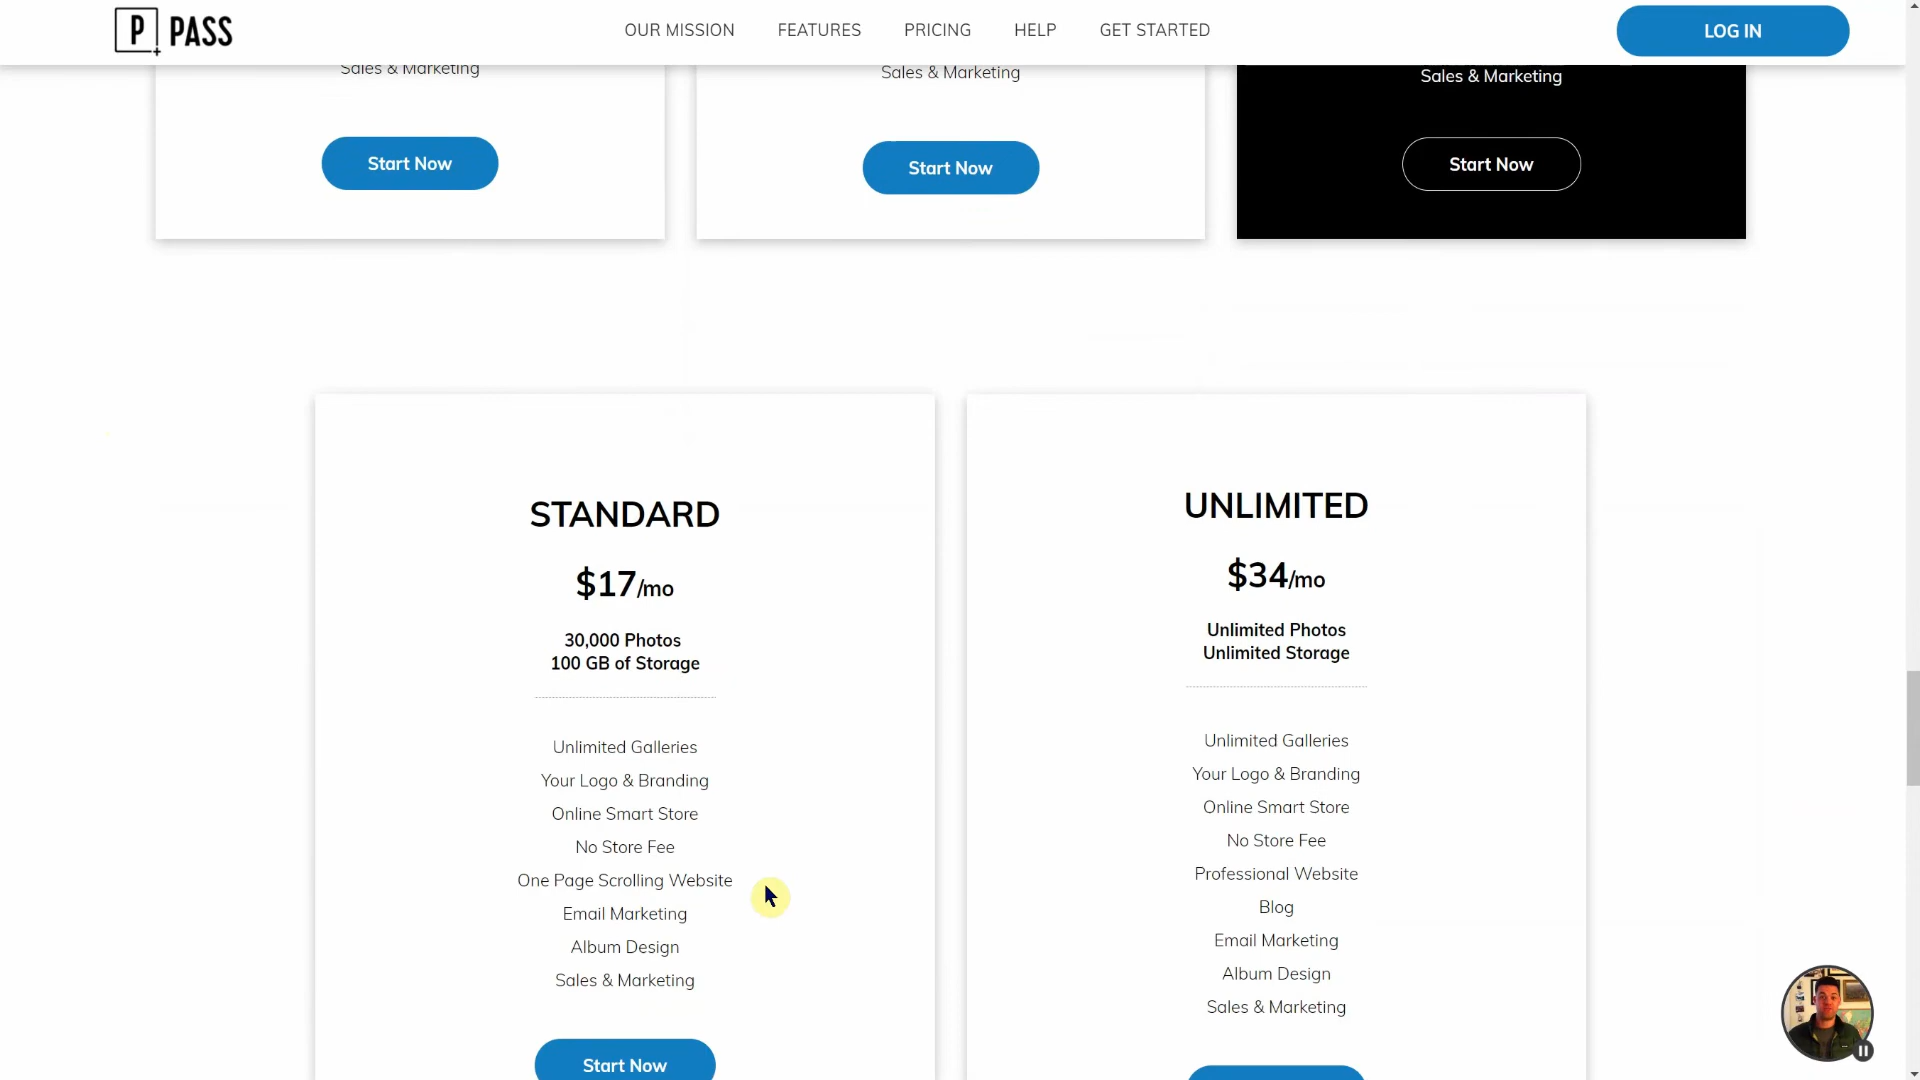 P PASS
OUR MISSION FEATURES PRICING HELP GET STARTED LOG IN
Sales & Marketing
Start Now
Sales & Marketing
Start Now
Sales & Marketing
Start Now
STANDARD
$17/mo
30,000 Photos
100 GB of Storage
Unlimited Galleries
Your Logo & Branding
Online Smart Store
No Store Fee
One Page Scrolling Website
Email Marketing
Album Design
Sales & Marketing
Start Now
UNLIMITED
$34/mo
Unlimited Photos
Unlimited Storage
Unlimited Galleries
Your Logo & Branding
Online Smart Store
No Store Fee
Professional Website
Blog
Email Marketing
Album Design
Sales & Marketing